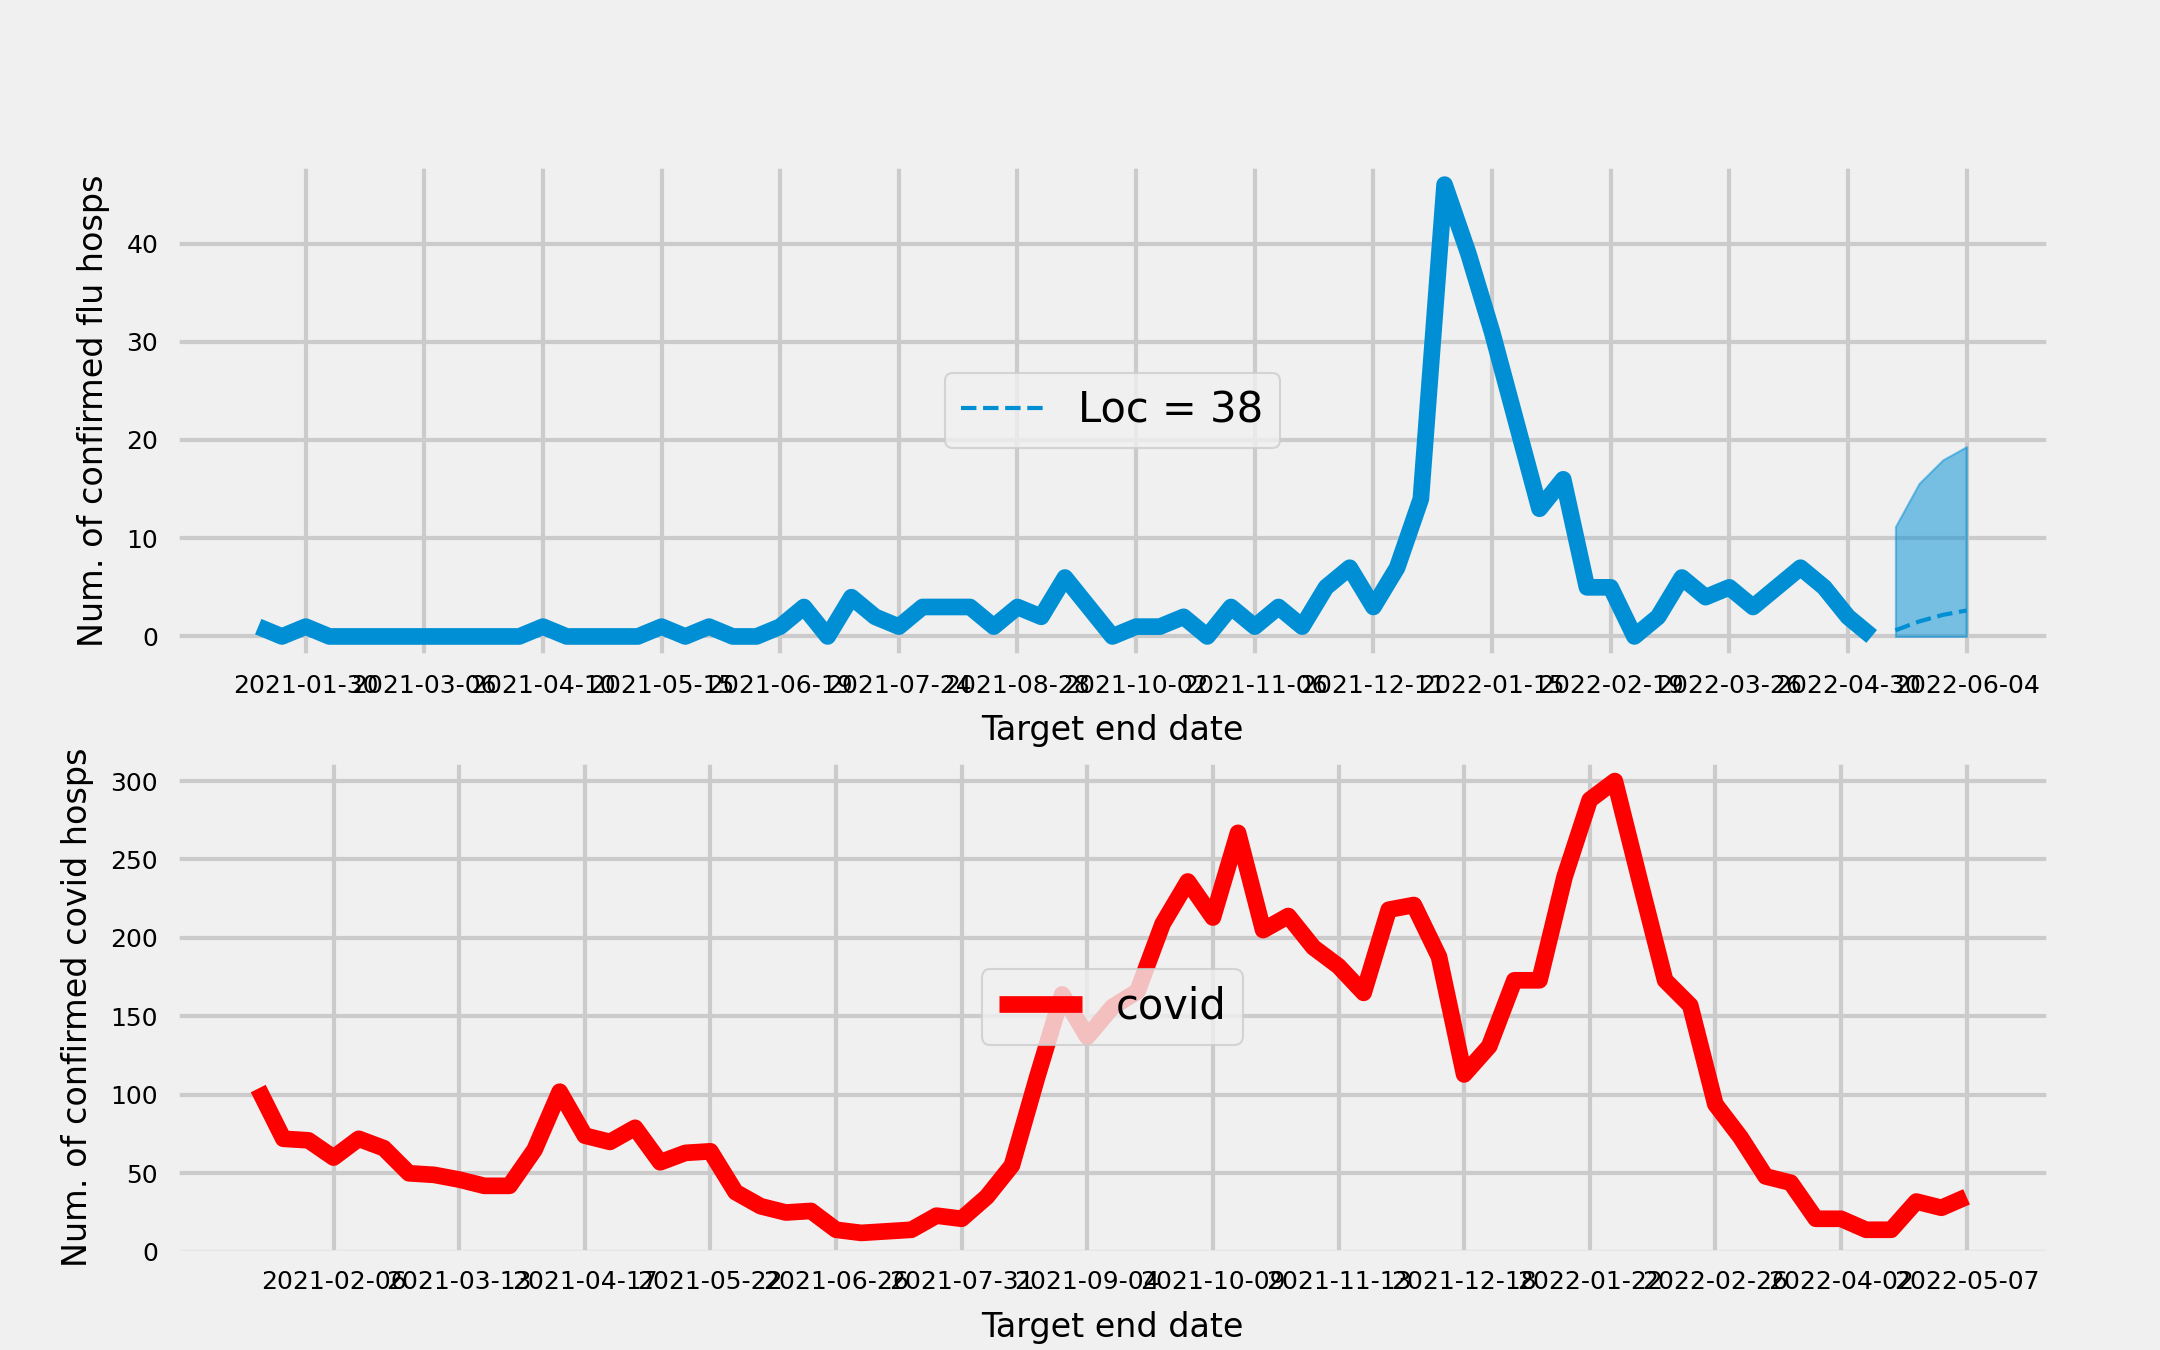 Num. of confirmed flu hosps
40
30
20
10
0
Loc = 38
2021-01-30 2021-03-06 2021-04-10 2021-05-15 2021-06-19 2021-07-24 2021-08-28 2021-10-02 2021-11-06 2021-12-11 2022-01-15 2022-02-19 2022-03-26 2022-04-30 2022-06-04
Target end date
Num. of confirmed covid hosps
300
250
200
150
100
50
0
covid
2021-02-06 2021-03-13 2021-04-17 2021-05-22 2021-06-26 2021-07-31 2021-09-04 2021-10-09 2021-11-13 2021-12-18 2022-01-22 2022-02-26 2022-04-02 2022-05-07
Target end date